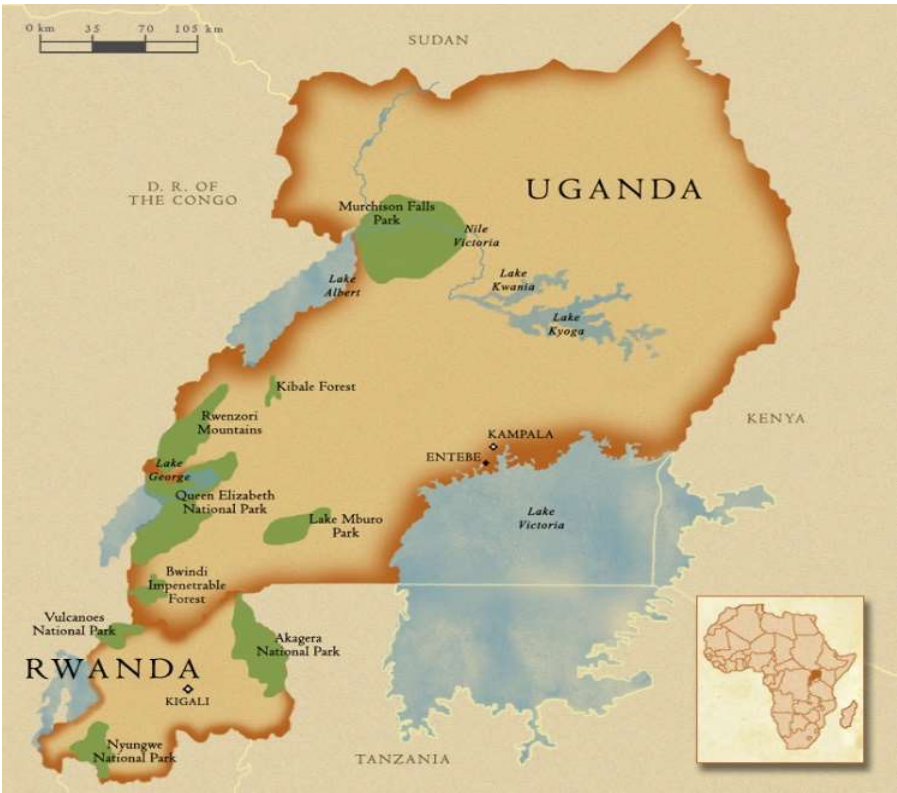 0 km 35 70 105 km
SUDAN
D. R. OF
THE CONGO
UGANDA
Murchison Falls
Park
Nile
Victoria
Lake
Albert
Lake
Kwania
Lake
Kyoga
Kibale Forest
Rwenzori
Mountains
KENYA
KAMPALA
ENTEBE
Lake
George
Queen Elizabeth
National Park
Lake Mburo
Park
Lake
Victoria
Bwindi
Impenetrable
Forest
Vulcanoes
National Park
Akagera
National Park
RWANDA
KIGALI
Nyungwe
National Park
TANZANIA